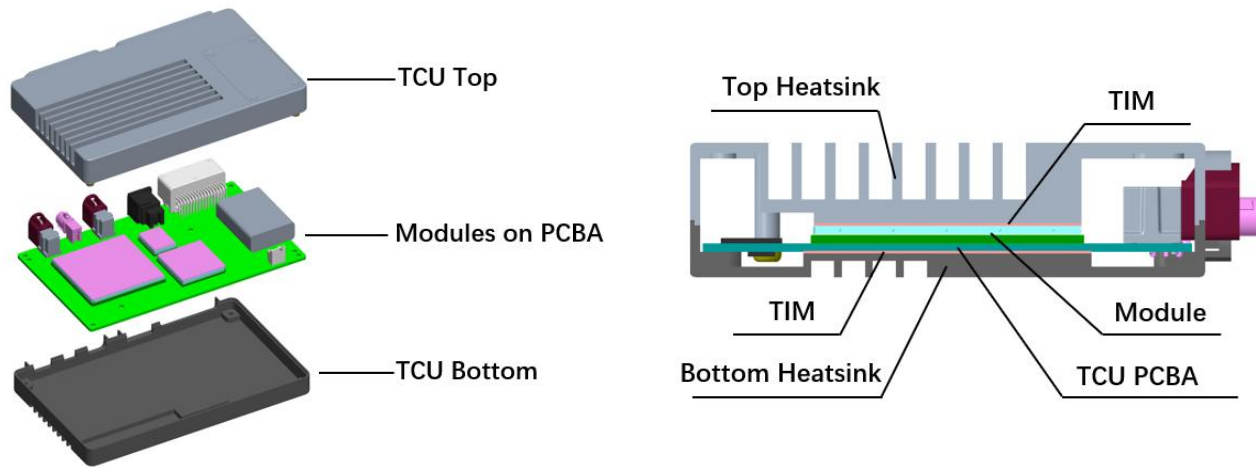 TCU Top
Modules on PCBA
TCU Bottom
Top Heatsink
TIM
TIM
Module
Bottom Heatsink
TCU PCBA